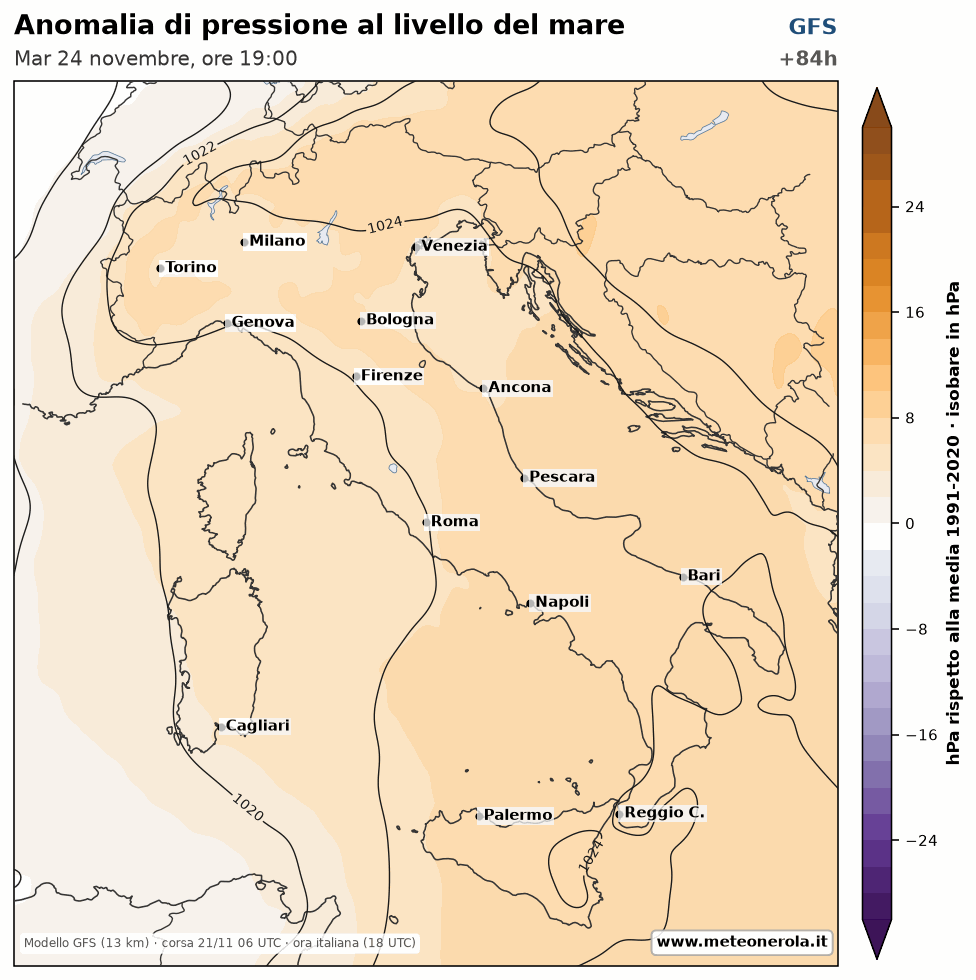 Anomalia di pressione al livello del mare
GFS
Mar 24 novembre, ore 19:00
+84h
1022
1024
Milano
Venezia
Torino
Genova
Bologna
Firenze
Ancona
Pescara
Roma
Bari
Napoli
Cagliari
1020
Palermo
Reggio C.
1024
24
16
8
0
−8
−16
−24
hPa rispetto alla media 1991-2020 · isobare in hPa
Modello GFS (13 km) · corsa 21/11 06 UTC · ora italiana (18 UTC)
www.meteonerola.it